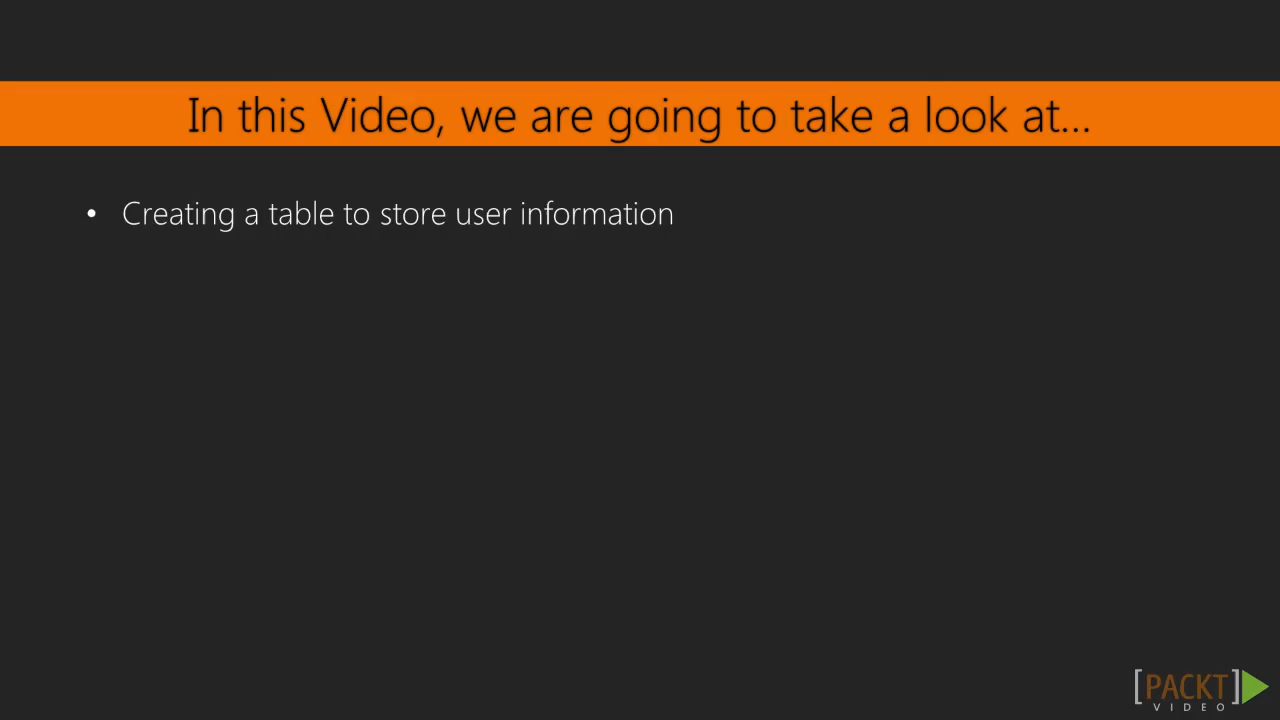 In this Video, we are going to take a look at...
• Creating a table to store user information
[PACKT]
VIDEO